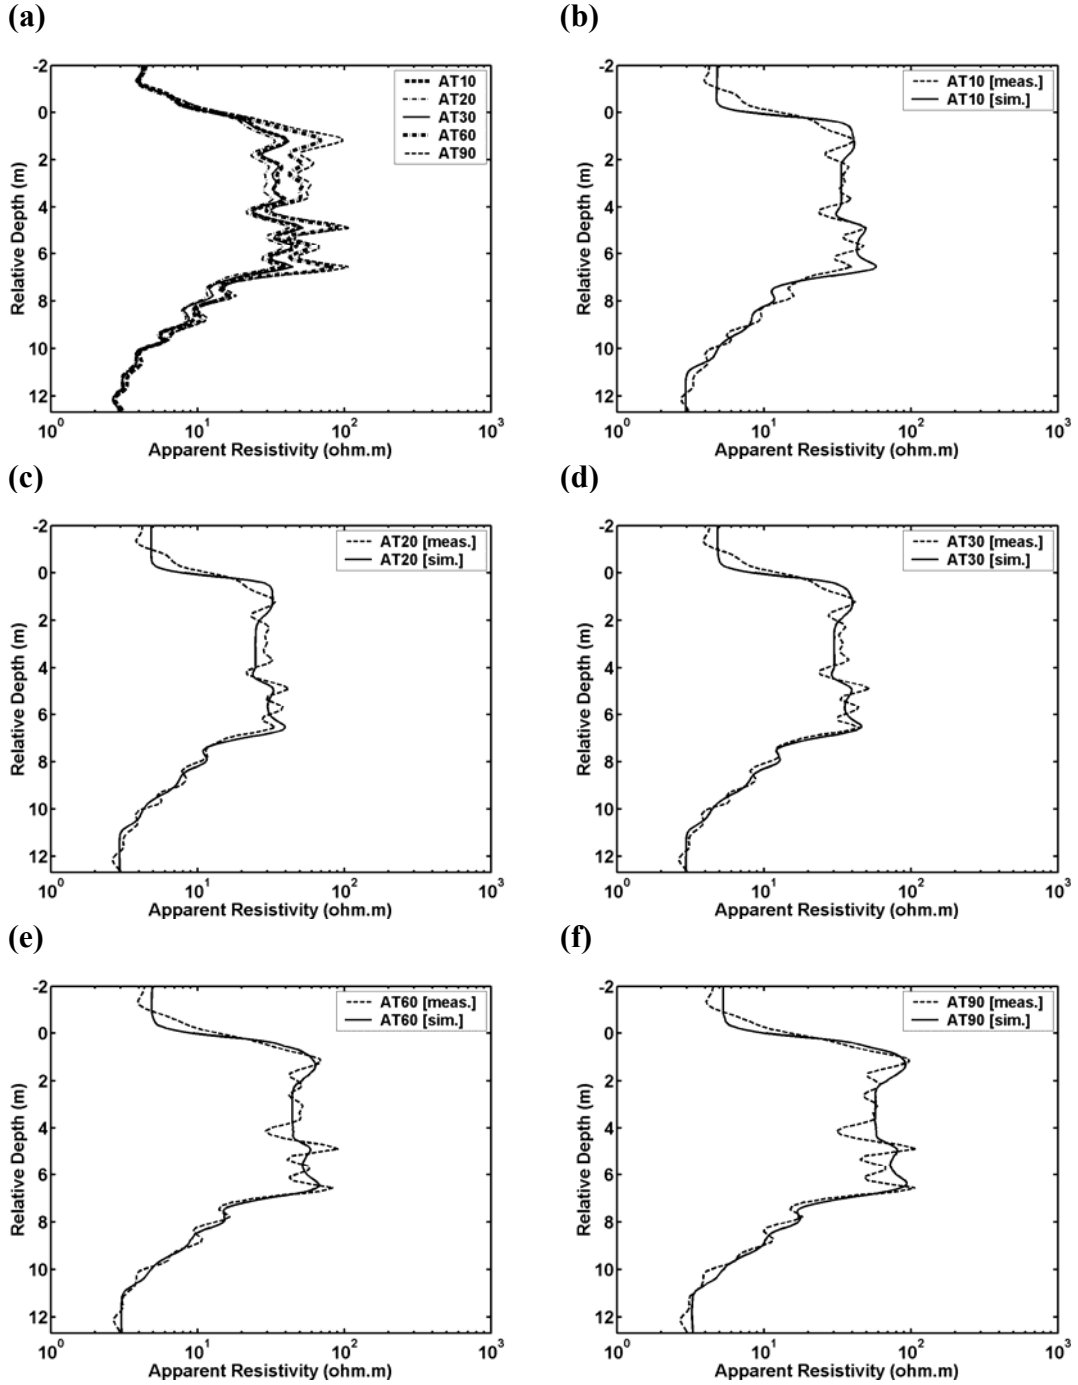 (a)
-2
0
2
4
6
8
10
12
Relative Depth (m)
AT10
AT20
AT30
AT60
AT90
10^0
10^1
10^2
10^3
Apparent Resistivity (ohm.m)
(b)
-2
0
2
4
6
8
10
12
Relative Depth (m)
AT10 [meas.]
AT10 [sim.]
10^0
10^1
10^2
10^3
Apparent Resistivity (ohm.m)
(c)
-2
0
2
4
6
8
10
12
Relative Depth (m)
AT20 [meas.]
AT20 [sim.]
10^0
10^1
10^2
10^3
Apparent Resistivity (ohm.m)
(d)
-2
0
2
4
6
8
10
12
Relative Depth (m)
AT30 [meas.]
AT30 [sim.]
10^0
10^1
10^2
10^3
Apparent Resistivity (ohm.m)
(e)
-2
0
2
4
6
8
10
12
Relative Depth (m)
AT60 [meas.]
AT60 [sim.]
10^0
10^1
10^2
10^3
Apparent Resistivity (ohm.m)
(f)
-2
0
2
4
6
8
10
12
Relative Depth (m)
AT90 [meas.]
AT90 [sim.]
10^0
10^1
10^2
10^3
Apparent Resistivity (ohm.m)